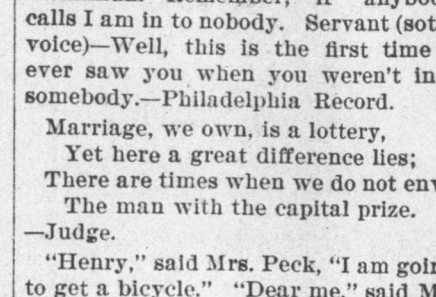 calls I am in to nobody. Servant (sot
voice)—Well, this is the first time
ever saw you when you weren't in
somebody.—Philadelphia Record.
Marriage, we own, is a lottery,
Yet here a great difference lies;
There are times when we do not env
The man with the capital prize.
—Judge.
"Henry," said Mrs. Peck, "I am goin
to get a bicycle." "Dear me," said M